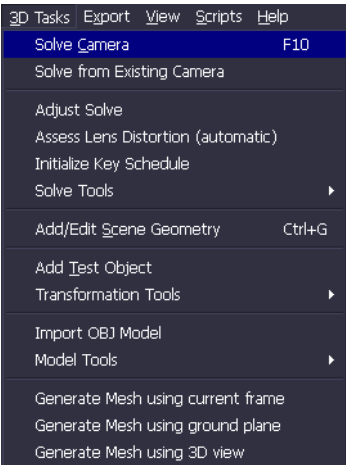 3D Tasks Export View Scripts Help
Solve Camera F10
Solve from Existing Camera
Adjust Solve
Assess Lens Distortion (automatic)
Initialize Key Schedule
Solve Tools
Add/Edit Scene Geometry Ctrl+G
Add Test Object
Transformation Tools
Import OBJ Model
Model Tools
Generate Mesh using current frame
Generate Mesh using ground plane
Generate Mesh using 3D view